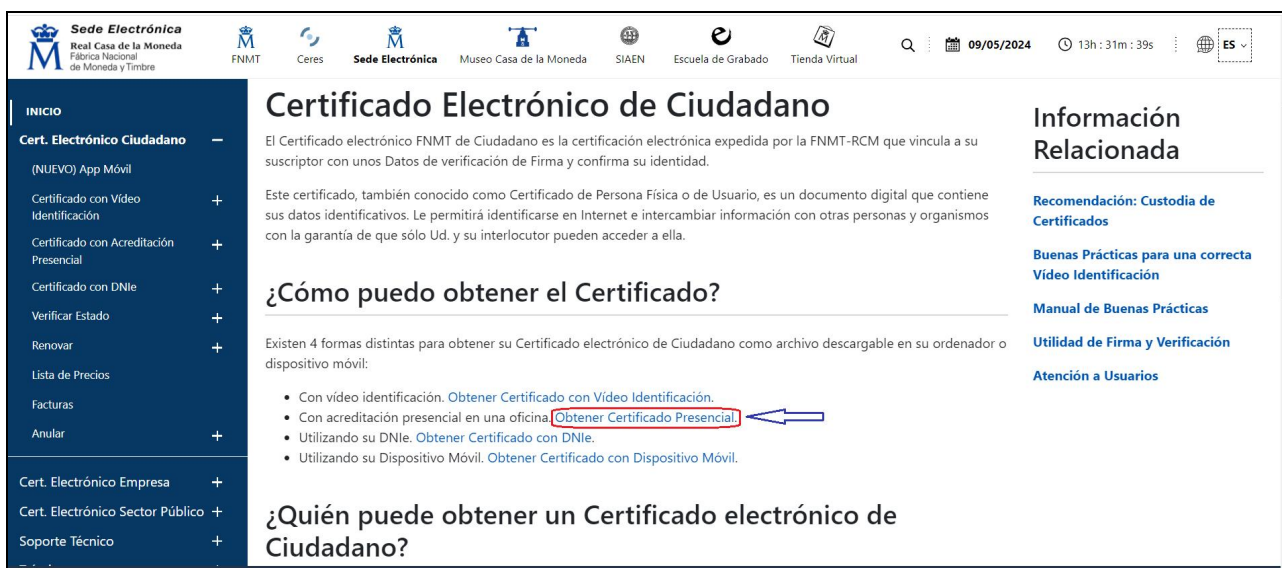 Sede Electrónica
Real Casa de la Moneda
Fábrica Nacional
de Moneda y Timbre
FNMT
Ceres
Sede Electrónica
Museo Casa de la Moneda
SIAEN
Escuela de Grabado
Tienda Virtual
09/05/2024
13h : 31m : 39s
ES
INICIO
Cert. Electrónico Ciudadano
(NUEVO) App Móvil
Certificado con Vídeo
Identificación
Certificado con Acreditación
Presencial
Certificado con DNIe
Verificar Estado
Renovar
Lista de Precios
Facturas
Anular
Cert. Electrónico Empresa
Cert. Electrónico Sector Público
Soporte Técnico
Certificado Electrónico de Ciudadano
El Certificado electrónico FNMT de Ciudadano es la certificación electrónica expedida por la FNMT-RCM que vincula a su
suscriptor con unos Datos de verificación de Firma y confirma su identidad.
Este certificado, también conocido como Certificado de Persona Física o de Usuario, es un documento digital que contiene
sus datos identificativos. Le permitirá identificarse en Internet e intercambiar información con otras personas y organismos
con la garantía de que sólo Ud. y su interlocutor pueden acceder a ella.
¿Cómo puedo obtener el Certificado?
Existen 4 formas distintas para obtener su Certificado electrónico de Ciudadano como archivo descargable en su ordenador o
dispositivo móvil:
• Con vídeo identificación. Obtener Certificado con Vídeo Identificación.
• Con acreditación presencial en una oficina. Obtener Certificado Presencial.
• Utilizando su DNIe. Obtener Certificado con DNIe.
• Utilizando su Dispositivo Móvil. Obtener Certificado con Dispositivo Móvil.
¿Quién puede obtener un Certificado electrónico de
Ciudadano?
Información
Relacionada
Recomendación: Custodia de
Certificados
Buenas Prácticas para una correcta
Vídeo Identificación
Manual de Buenas Prácticas
Utilidad de Firma y Verificación
Atención a Usuarios